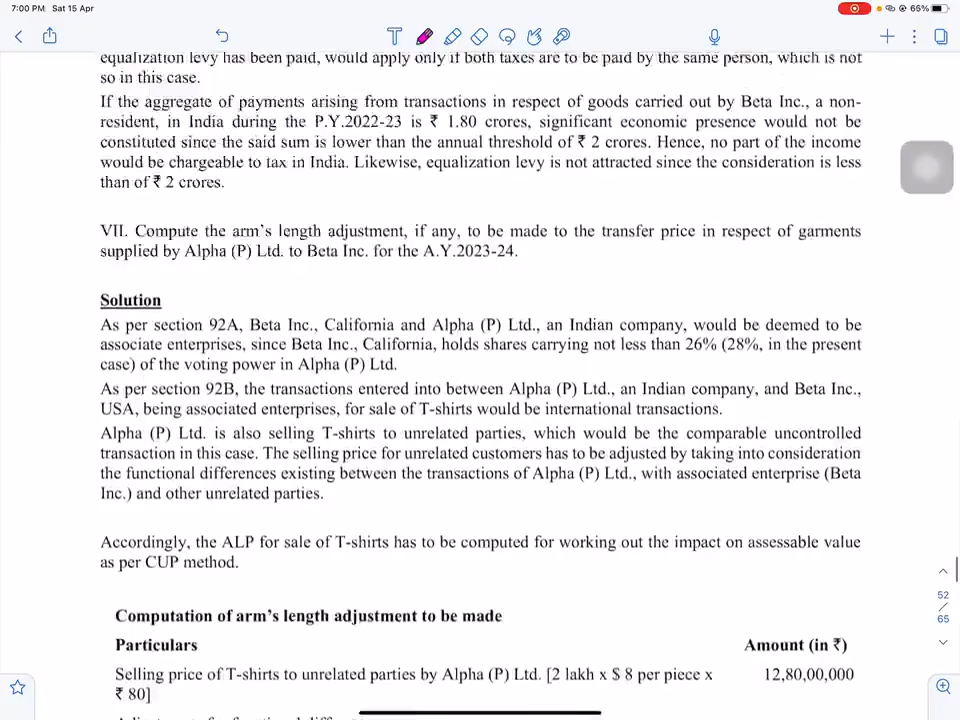 7:00 PM Sat 15 Apr
65%
equalization levy has been paid, would apply only if both taxes are to be paid by the same person, which is not
so in this case.
If the aggregate of payments arising from transactions in respect of goods carried out by Beta Inc., a non-
resident, in India during the P.Y.2022-23 is ₹ 1.80 crores, significant economic presence would not be
constituted since the said sum is lower than the annual threshold of ₹ 2 crores. Hence, no part of the income
would be chargeable to tax in India. Likewise, equalization levy is not attracted since the consideration is less
than of ₹ 2 crores.
VII. Compute the arm's length adjustment, if any, to be made to the transfer price in respect of garments
supplied by Alpha (P) Ltd. to Beta Inc. for the A.Y.2023-24.
Solution
As per section 92A, Beta Inc., California and Alpha (P) Ltd., an Indian company, would be deemed to be
associate enterprises, since Beta Inc., California, holds shares carrying not less than 26% (28%, in the present
case) of the voting power in Alpha (P) Ltd.
As per section 92B, the transactions entered into between Alpha (P) Ltd., an Indian company, and Beta Inc.,
USA, being associated enterprises, for sale of T-shirts would be international transactions.
Alpha (P) Ltd. is also selling T-shirts to unrelated parties, which would be the comparable uncontrolled
transaction in this case. The selling price for unrelated customers has to be adjusted by taking into consideration
the functional differences existing between the transactions of Alpha (P) Ltd., with associated enterprise (Beta
Inc.) and other unrelated parties.
Accordingly, the ALP for sale of T-shirts has to be computed for working out the impact on assessable value
as per CUP method.
52
/
65
Computation of arm's length adjustment to be made
Particulars Amount (in ₹)
Selling price of T-shirts to unrelated parties by Alpha (P) Ltd. [2 lakh x $ 8 per piece x 12,80,00,000
₹ 80]